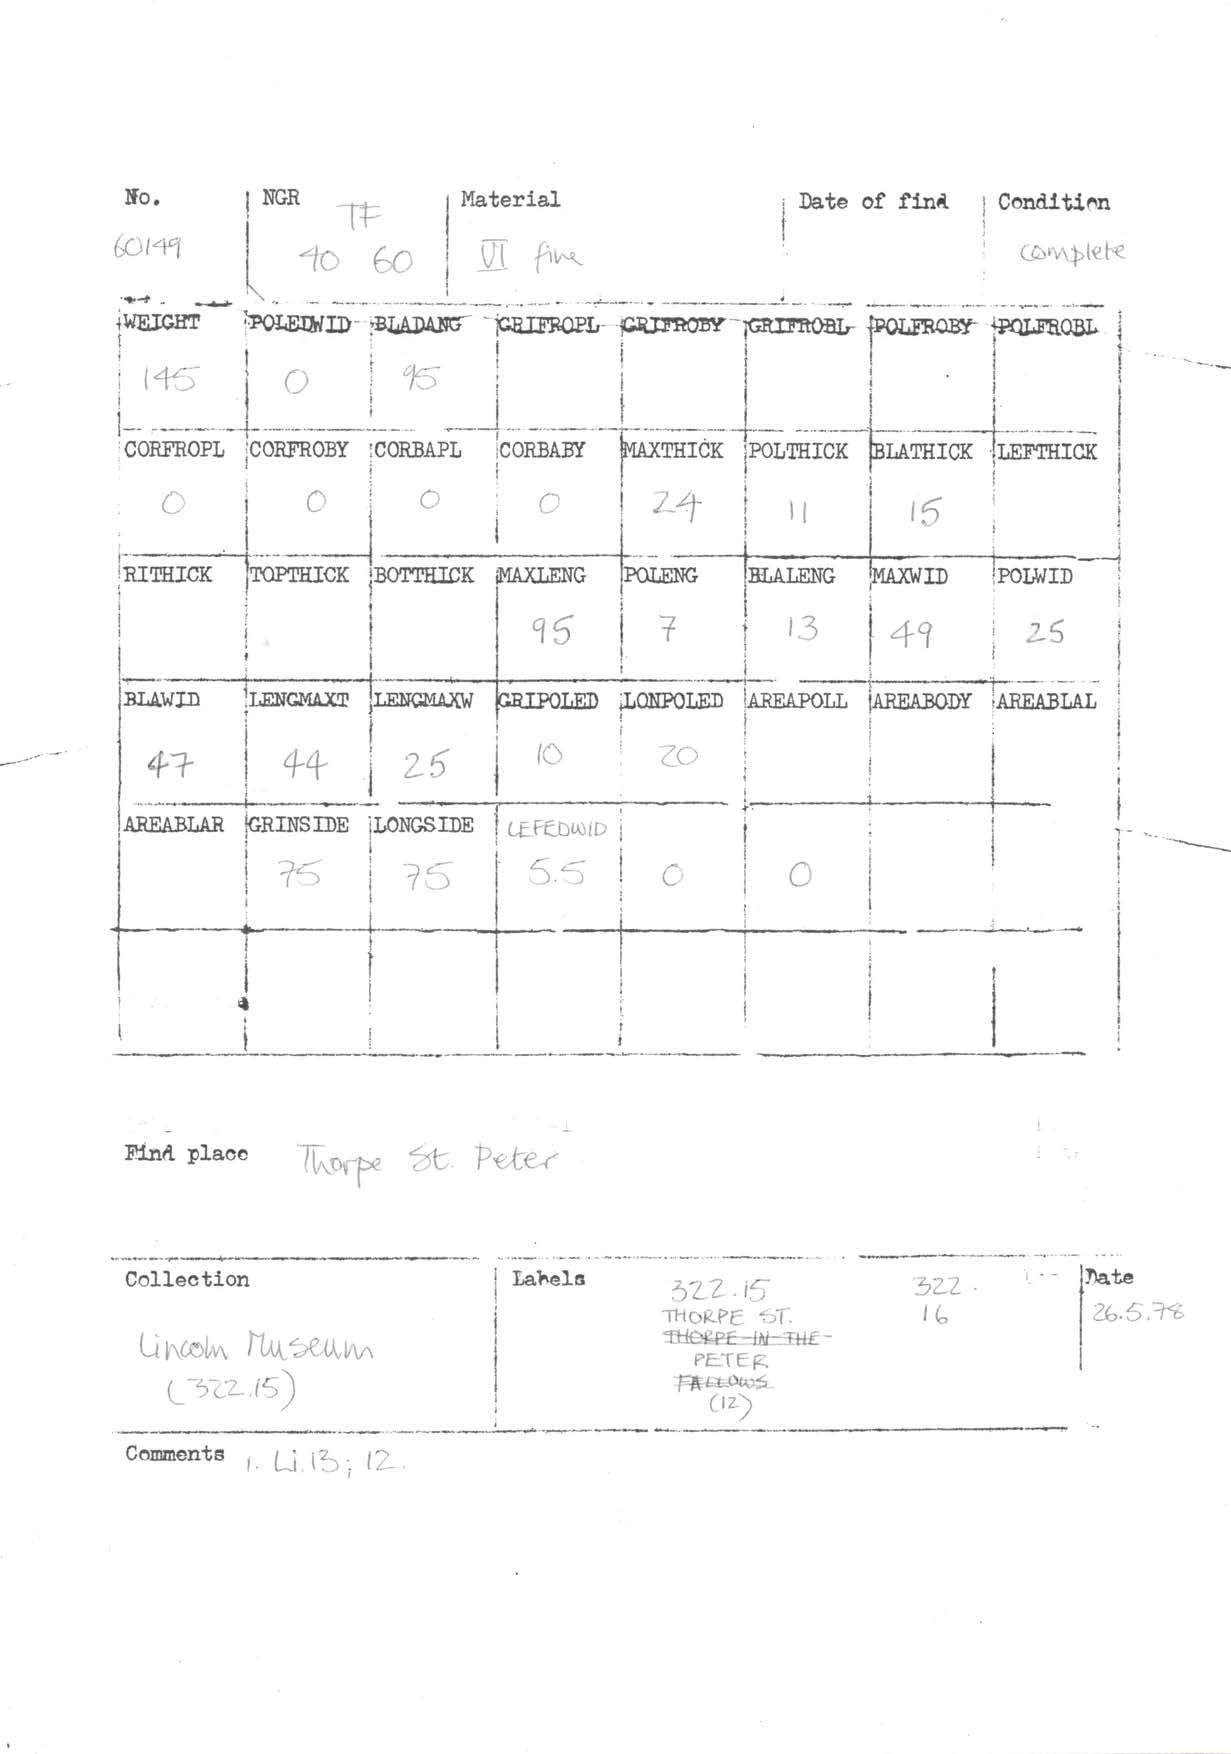 No. NGR Material Date of find Condition
TF
60149 40 60 VI fine complete
WEIGHT POLEDWID BLADANG GRIFROPL GRIFROBY GRIFROBL POLFROBY POLFROBL
145 0 95
CORFROPL CORFROBY CORBAPL CORBABY MAXTHICK POLTHICK BLATHICK LEFTHICK
0 0 0 0 24 11 15
RITHICK TOPTHICK BOTTHICK MAXLENG POLENG BLALENG MAXWID POLWID
95 7 13 49 25
BLAWID LENGMAXT LENGMAXW GRIPOLED LONPOLED AREAPOLL AREABODY AREABLAL
47 44 25 10 20
AREABLAR GRINSIDE LONGSIDE LEFEDWID
75 75 5.5 0 0
Find place Thorpe St. Peter
Collection Labels 322.15 322. Date
THORPE ST. 16 26.5.78
THORPE-IN-THE-
Lincoln Museum PETER
(322.15) FALLOWS
(12)
Comments 1. Li.13; 12.